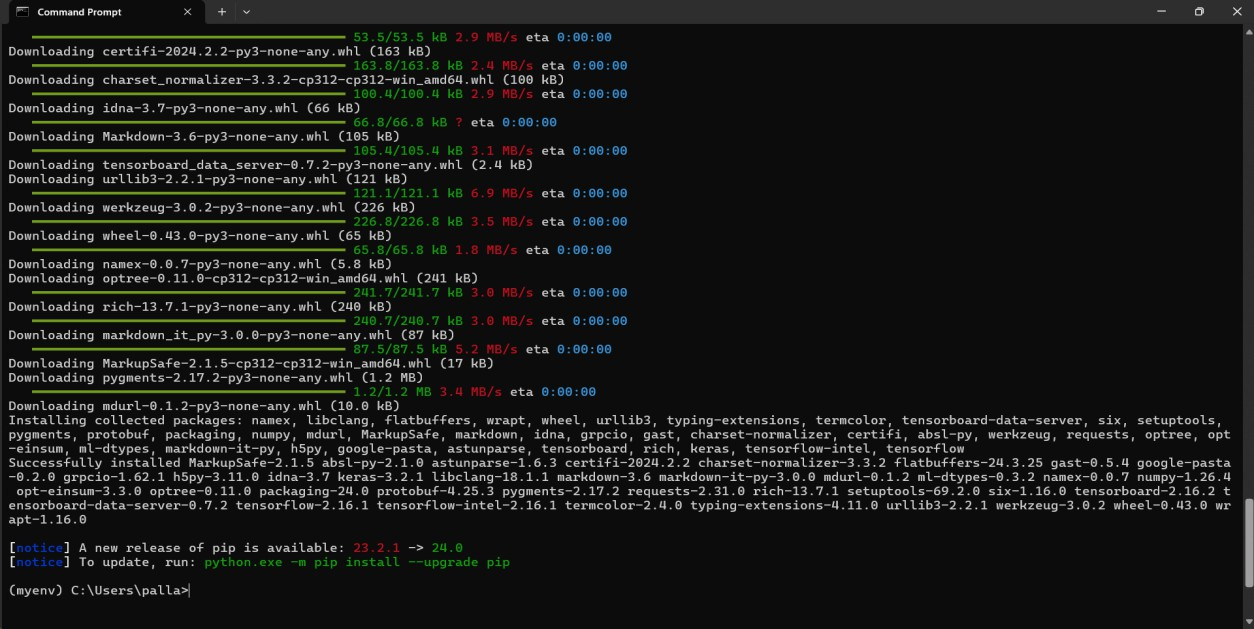 Command Prompt
53.5/53.5 kB 2.9 MB/s eta 0:00:00
Downloading certifi-2024.2.2-py3-none-any.whl (163 kB)
163.8/163.8 kB 2.4 MB/s eta 0:00:00
Downloading charset_normalizer-3.3.2-cp312-cp312-win_amd64.whl (100 kB)
100.4/100.4 kB 2.9 MB/s eta 0:00:00
Downloading idna-3.7-py3-none-any.whl (66 kB)
66.8/66.8 kB ? eta 0:00:00
Downloading Markdown-3.6-py3-none-any.whl (105 kB)
105.4/105.4 kB 3.1 MB/s eta 0:00:00
Downloading tensorboard_data_server-0.7.2-py3-none-any.whl (2.4 kB)
Downloading urllib3-2.2.1-py3-none-any.whl (121 kB)
121.1/121.1 kB 6.9 MB/s eta 0:00:00
Downloading werkzeug-3.0.2-py3-none-any.whl (226 kB)
226.8/226.8 kB 3.5 MB/s eta 0:00:00
Downloading wheel-0.43.0-py3-none-any.whl (65 kB)
65.8/65.8 kB 1.8 MB/s eta 0:00:00
Downloading namex-0.0.7-py3-none-any.whl (5.8 kB)
Downloading optree-0.11.0-cp312-cp312-win_amd64.whl (241 kB)
241.7/241.7 kB 3.0 MB/s eta 0:00:00
Downloading rich-13.7.1-py3-none-any.whl (240 kB)
240.7/240.7 kB 3.0 MB/s eta 0:00:00
Downloading markdown_it_py-3.0.0-py3-none-any.whl (87 kB)
87.5/87.5 kB 5.2 MB/s eta 0:00:00
Downloading MarkupSafe-2.1.5-cp312-cp312-win_amd64.whl (17 kB)
Downloading pygments-2.17.2-py3-none-any.whl (1.2 MB)
1.2/1.2 MB 3.4 MB/s eta 0:00:00
Downloading mdurl-0.1.2-py3-none-any.whl (10.0 kB)
Installing collected packages: namex, libclang, flatbuffers, wrapt, wheel, urllib3, typing-extensions, termcolor, tensorboard-data-server, six, setuptools,
pygments, protobuf, packaging, numpy, mdurl, MarkupSafe, markdown, idna, grpcio, gast, charset-normalizer, certifi, absl-py, werkzeug, requests, optree, opt
-einsum, ml-dtypes, markdown-it-py, h5py, google-pasta, astunparse, tensorboard, rich, keras, tensorflow-intel, tensorflow
Successfully installed MarkupSafe-2.1.5 absl-py-2.1.0 astunparse-1.6.3 certifi-2024.2.2 charset-normalizer-3.3.2 flatbuffers-24.3.25 gast-0.5.4 google-pasta
-0.2.0 grpcio-1.62.1 h5py-3.11.0 idna-3.7 keras-3.2.1 libclang-18.1.1 markdown-3.6 markdown-it-py-3.0.0 mdurl-0.1.2 ml-dtypes-0.3.2 namex-0.0.7 numpy-1.26.4
opt-einsum-3.3.0 optree-0.11.0 packaging-24.0 protobuf-4.25.3 pygments-2.17.2 requests-2.31.0 rich-13.7.1 setuptools-69.2.0 six-1.16.0 tensorboard-2.16.2 t
ensorboard-data-server-0.7.2 tensorflow-2.16.1 tensorflow-intel-2.16.1 termcolor-2.4.0 typing-extensions-4.11.0 urllib3-2.2.1 werkzeug-3.0.2 wheel-0.43.0 wr
apt-1.16.0
[notice] A new release of pip is available: 23.2.1 -> 24.0
[notice] To update, run: python.exe -m pip install --upgrade pip
(myenv) C:\Users\palla>